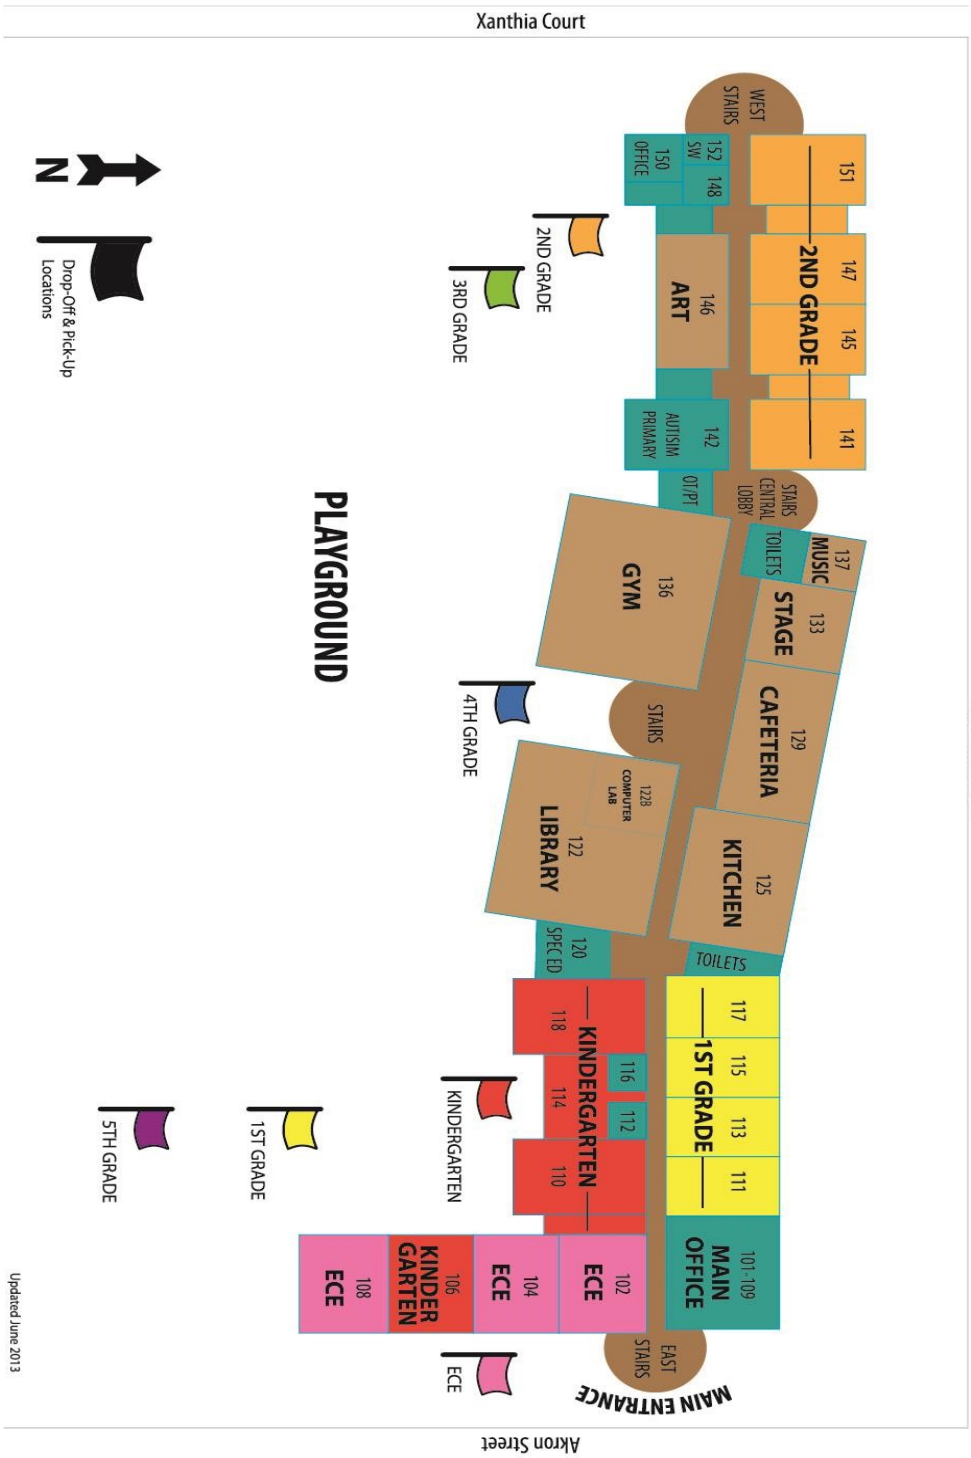 Xanthia Court
WEST
STAIRS
151
147
2ND GRADE
145
141
152
SW
148
150
OFFICE
146
ART
142
AUTISIM
PRIMARY
OT/PT
STAIRS
CENTRAL
LOBBY
137
MUSIC
TOILETS
133
STAGE
136
GYM
129
CAFETERIA
STAIRS
125
KITCHEN
122B
COMPUTER
LAB
122
LIBRARY
TOILETS
120
SPEC ED
117
115
113
111
1ST GRADE
118
116
114
112
110
KINDERGARTEN
101-109
MAIN
OFFICE
102
ECE
104
ECE
106
KINDER
GARTEN
108
ECE
EAST
STAIRS
MAIN ENTRANCE
PLAYGROUND
2ND GRADE
3RD GRADE
4TH GRADE
KINDERGARTEN
1ST GRADE
5TH GRADE
ECE
N
Drop-Off & Pick-Up
Locations
Akron Street
Updated June 2013